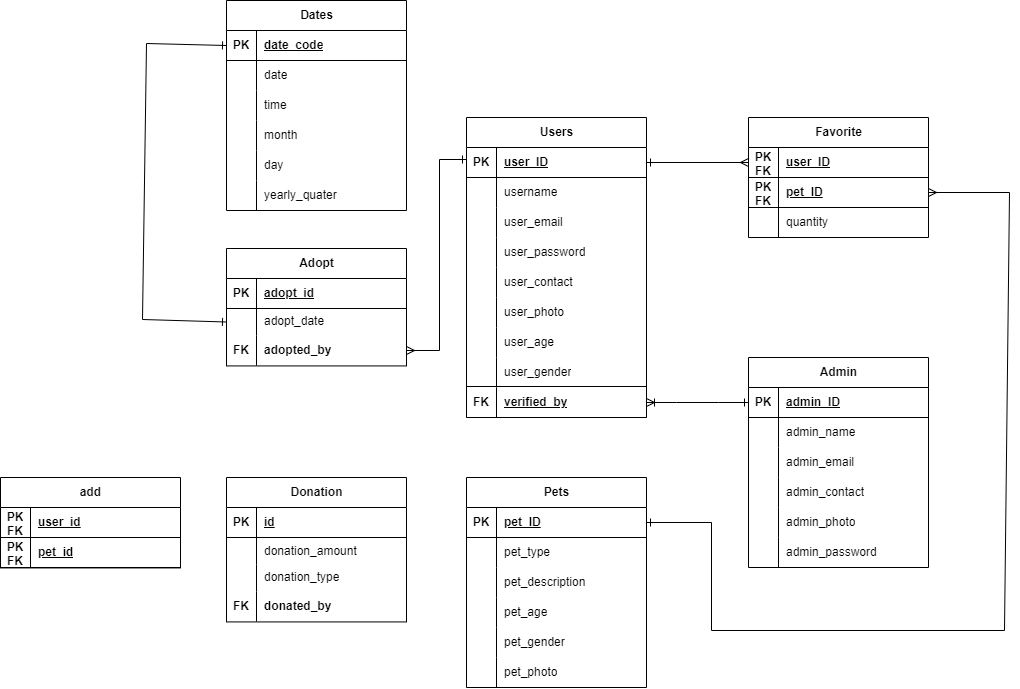 Dates
PK date_code
date
time
month
day
yearly_quater
Adopt
PK adopt_id
adopt_date
FK adopted_by
Users
PK user_ID
username
user_email
user_password
user_contact
user_photo
user_age
user_gender
FK verified_by
Favorite
PK
FK user_ID
PK
FK pet_ID
quantity
Admin
PK admin_ID
admin_name
admin_email
admin_contact
admin_photo
admin_password
add
PK
FK user_id
PK
FK pet_id
Donation
PK id
donation_amount
donation_type
FK donated_by
Pets
PK pet_ID
pet_type
pet_description
pet_age
pet_gender
pet_photo